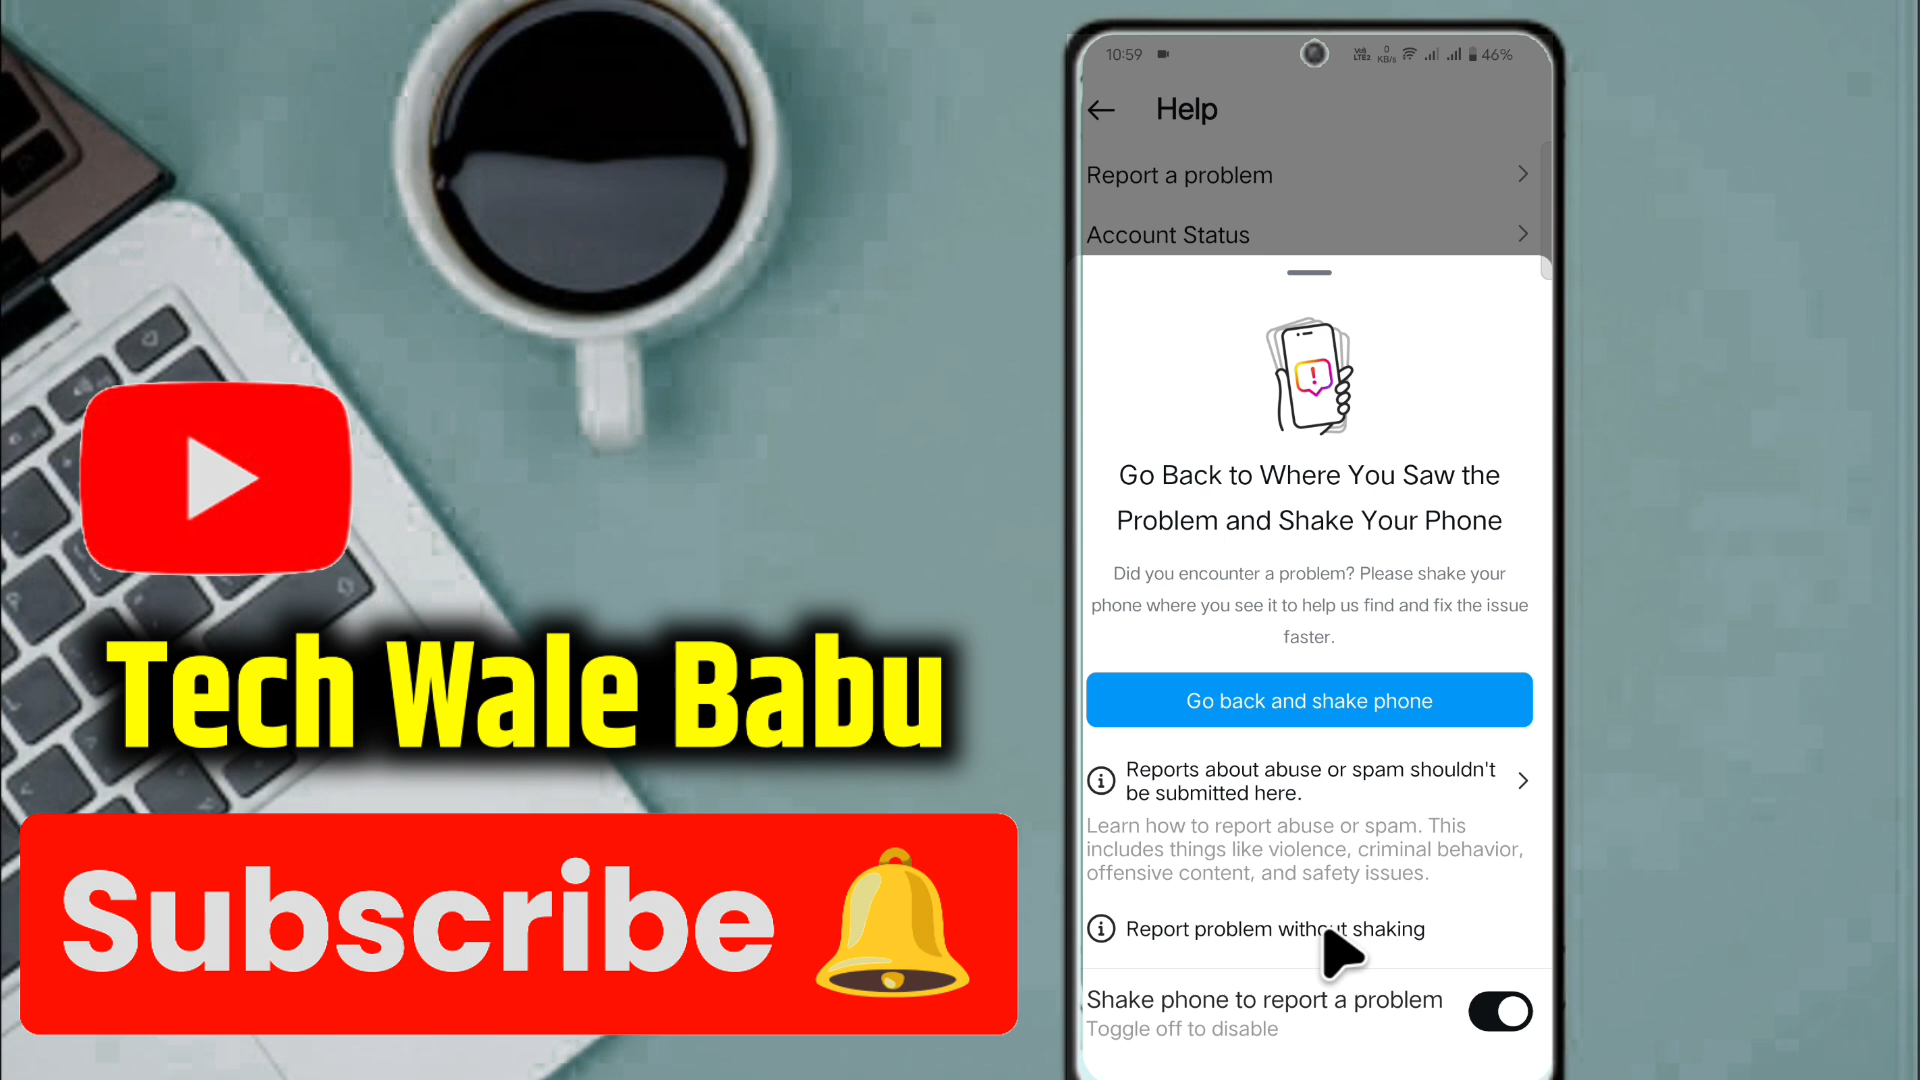 10:59
Vo)) LTE2 0 KB/s 46%
Help
Report a problem
Account Status
Go Back to Where You Saw the
Problem and Shake Your Phone
Did you encounter a problem? Please shake your
phone where you see it to help us find and fix the issue
faster.
Go back and shake phone
Reports about abuse or spam shouldn't
be submitted here.
Learn how to report abuse or spam. This
includes things like violence, criminal behavior,
offensive content, and safety issues.
Report problem without shaking
Shake phone to report a problem
Toggle off to disable
Tech Wale Babu
Subscribe